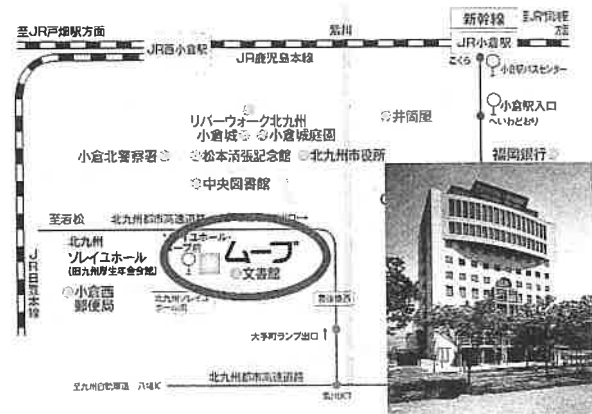 新幹線
至JR戸畑駅方面
JR西小倉駅
紫川
JR小倉駅
JR鹿児島本線
こくら
小倉駅バスセンター
小倉駅入口
へいわどおり
井筒屋
リバーウォーク北九州
小倉城
小倉城庭園
小倉北警察署
松本清張記念館
北九州市役所
福岡銀行
中央図書館
至若松
北九州都市高速道路
出口→
北九州
ソレイユホール
(旧九州厚生年金会館)
ムーブ
文書館
小倉西
郵便局
JR日豊本線
大手町ランプ出口
北九州都市高速道路